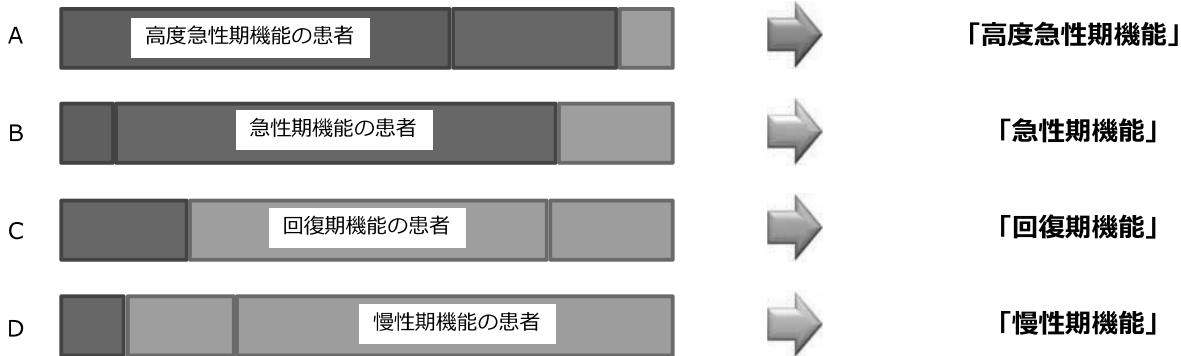 A 高度急性期機能の患者 「高度急性期機能」
B 急性期機能の患者 「急性期機能」
C 回復期機能の患者 「回復期機能」
D 慢性期機能の患者 「慢性期機能」